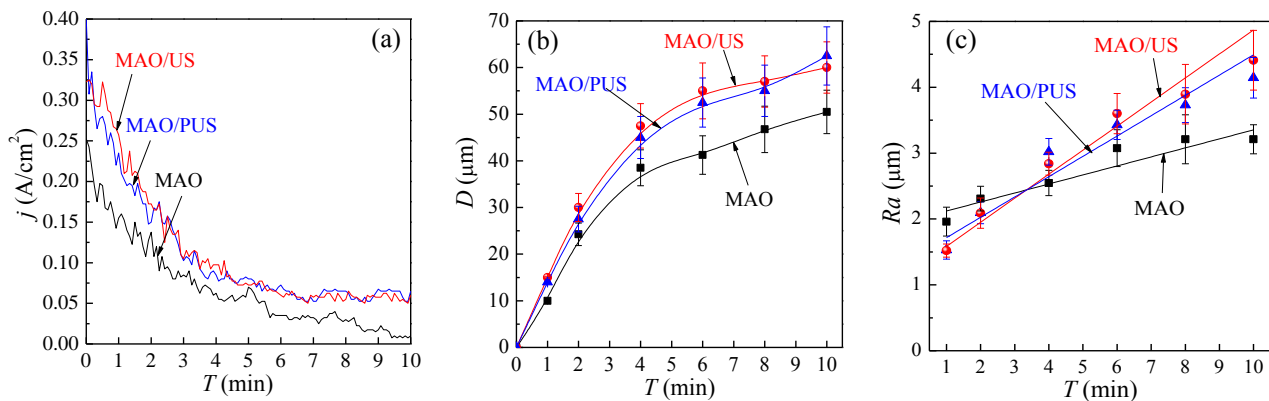 (a)
MAO/US
MAO/PUS
MAO
j (A/cm2)
0.40
0.35
0.30
0.25
0.20
0.15
0.10
0.05
0.00
0 1 2 3 4 5 6 7 8 9 10
T (min)
(b)
MAO/US
MAO/PUS
MAO
D (μm)
70
60
50
40
30
20
10
0
0 1 2 3 4 5 6 7 8 9 10
T (min)
(c)
MAO/US
MAO/PUS
MAO
Ra (μm)
5
4
3
2
1
0
1 2 3 4 5 6 7 8 9 10
T (min)